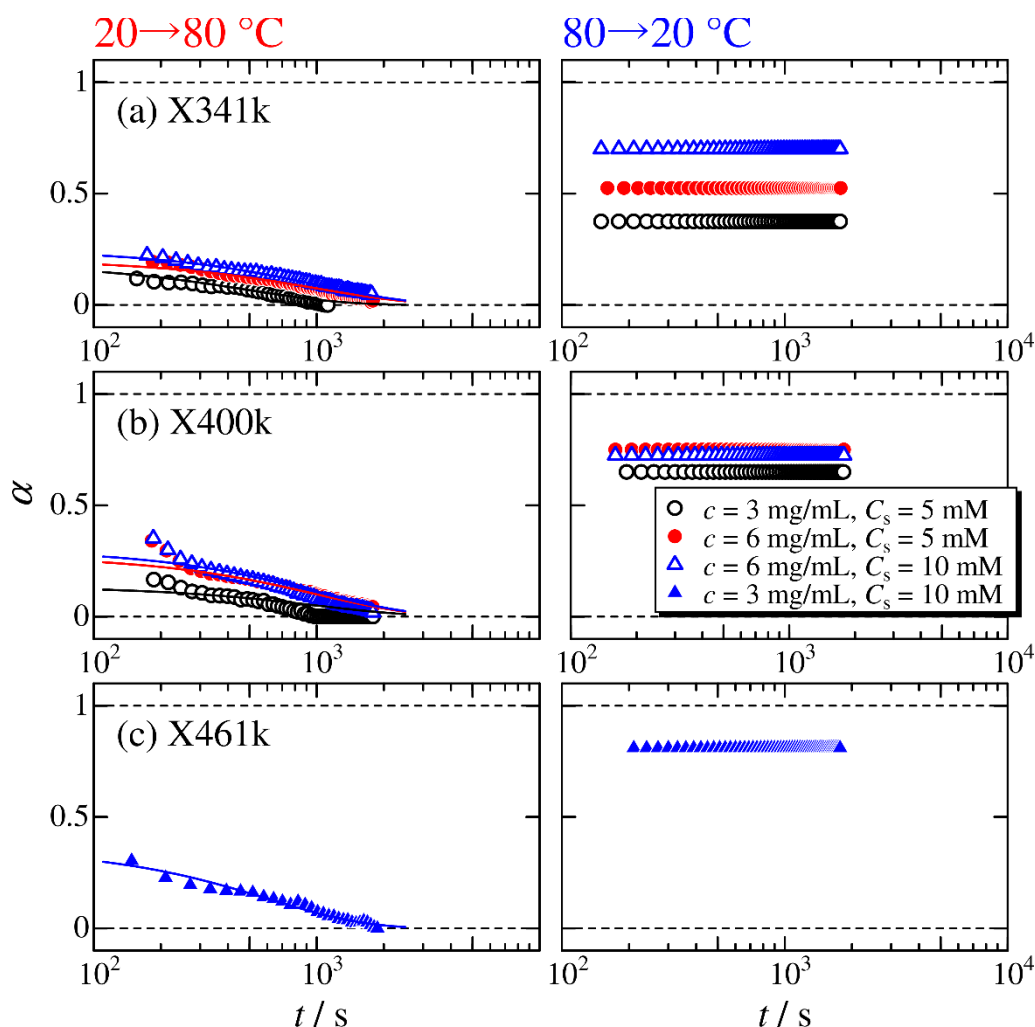 20→80 °C
80→20 °C
1
(a) X341k
0.5
0
10²
10³
10²
10³
10⁴
1
(b) X400k
α
0.5
c = 3 mg/mL, Cₛ = 5 mM
c = 6 mg/mL, Cₛ = 5 mM
c = 6 mg/mL, Cₛ = 10 mM
c = 3 mg/mL, Cₛ = 10 mM
0
10²
10³
10²
10³
10⁴
1
(c) X461k
0.5
0
10²
10³
10²
10³
10⁴
t / s
t / s